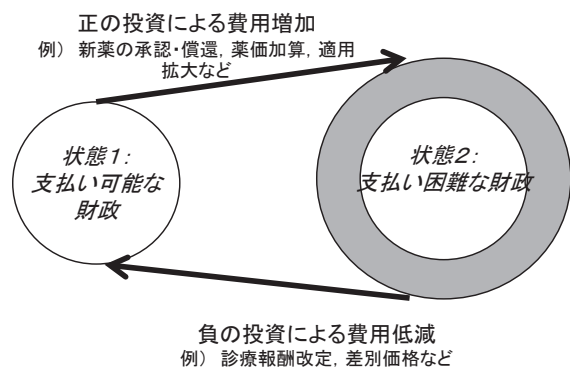 正の投資による費用増加
例） 新薬の承認・償還, 薬価加算, 適用
拡大など
状態1：
支払い可能な
財政
状態2：
支払い困難な財政
負の投資による費用低減
例） 診療報酬改定, 差別価格など